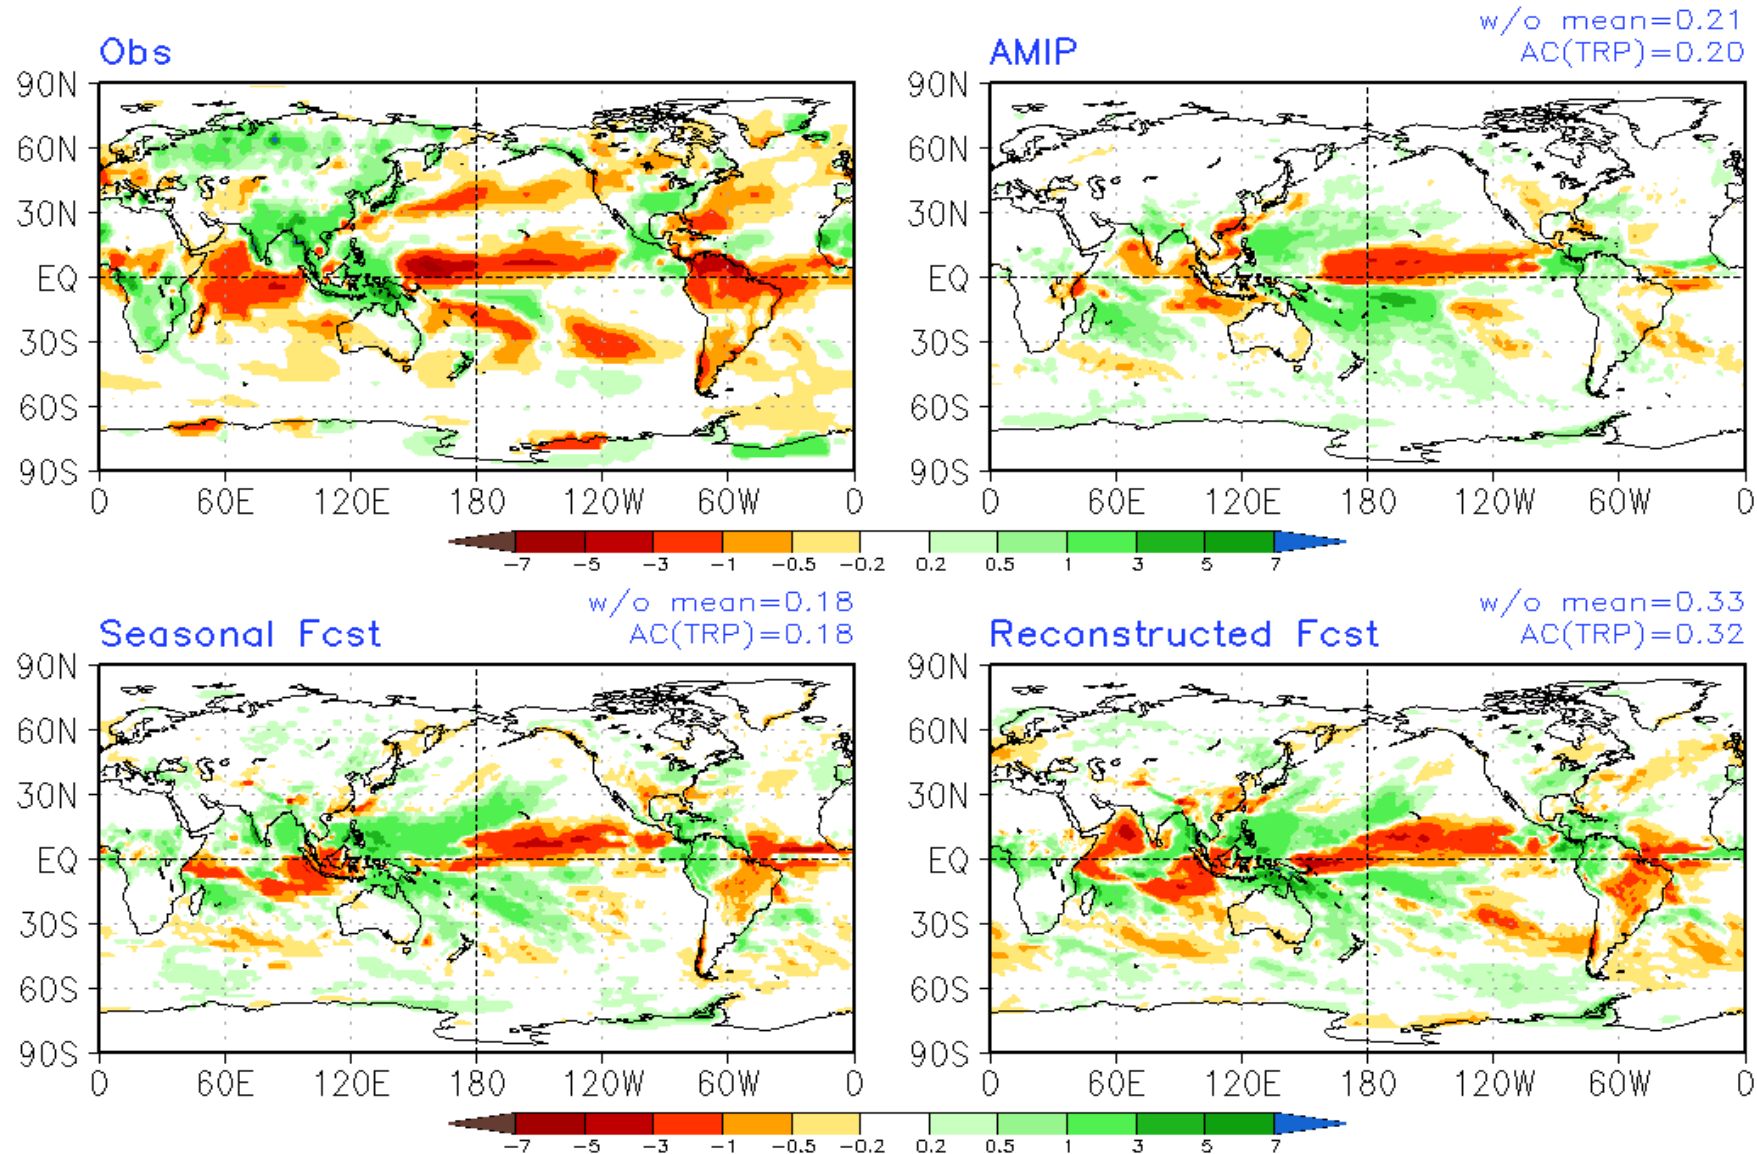 w/o mean=0.21
Obs
AMIP
AC(TRP)=0.20
90N
60N
30N
EQ
30S
60S
90S
0 60E 120E 180 120W 60W 0
90N
60N
30N
EQ
30S
60S
90S
0 60E 120E 180 120W 60W 0
-7 -5 -3 -1 -0.5 -0.2 0.2 0.5 1 3 5 7
w/o mean=0.18
Seasonal Fcst
AC(TRP)=0.18
w/o mean=0.33
Reconstructed Fcst
AC(TRP)=0.32
90N
60N
30N
EQ
30S
60S
90S
0 60E 120E 180 120W 60W 0
90N
60N
30N
EQ
30S
60S
90S
0 60E 120E 180 120W 60W 0
-7 -5 -3 -1 -0.5 -0.2 0.2 0.5 1 3 5 7